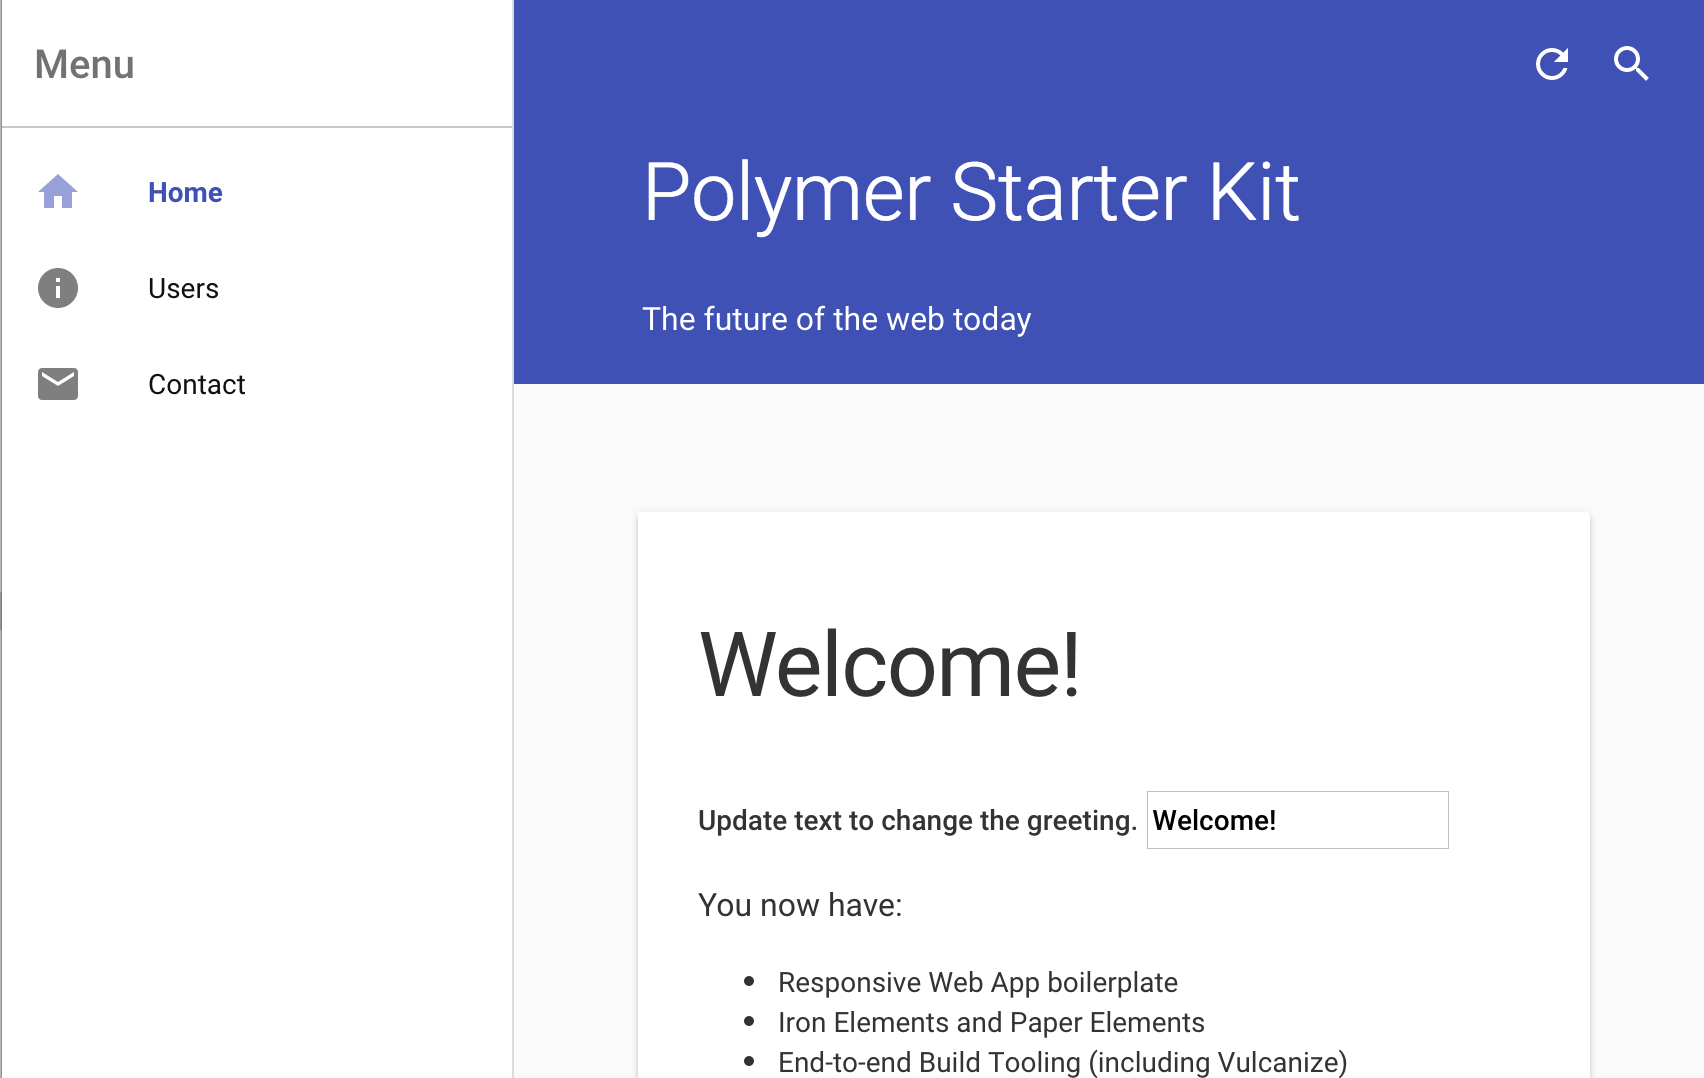 Menu
Home
Users
Contact
Polymer Starter Kit
The future of the web today
Welcome!
Update text to change the greeting. Welcome!
You now have:
• Responsive Web App boilerplate
• Iron Elements and Paper Elements
• End-to-end Build Tooling (including Vulcanize)